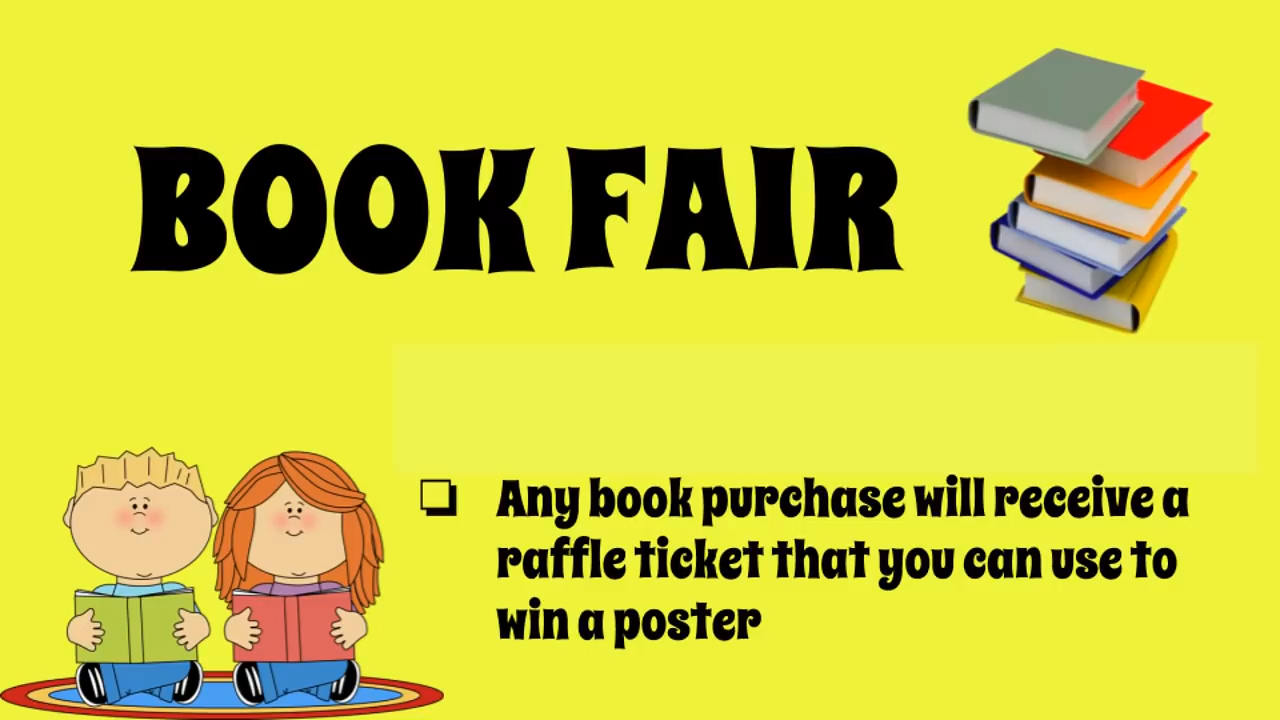 BOOK FAIR
❏ Any book purchase will receive a
raffle ticket that you can use to
win a poster